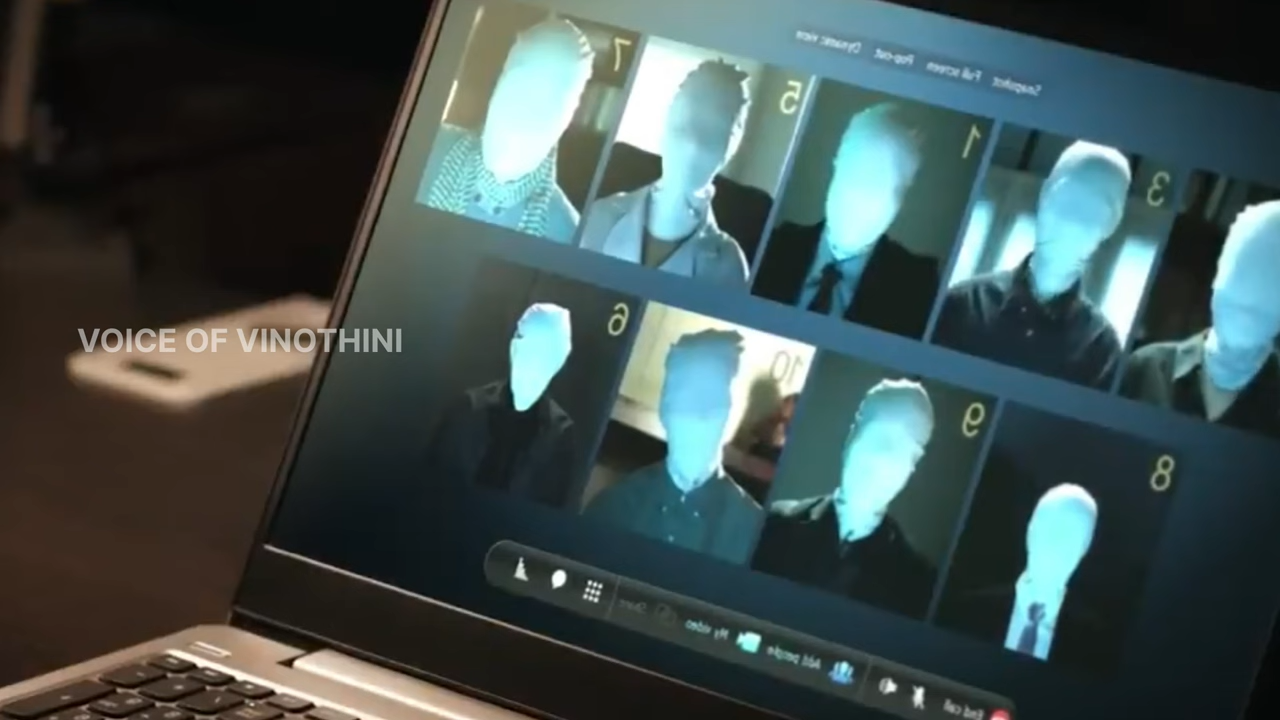 Dynamic view Pop-out Full screen Snapshot
7 5 1 3
6 10 9 8
VOICE OF VINOTHINI
Share My video Add people End call